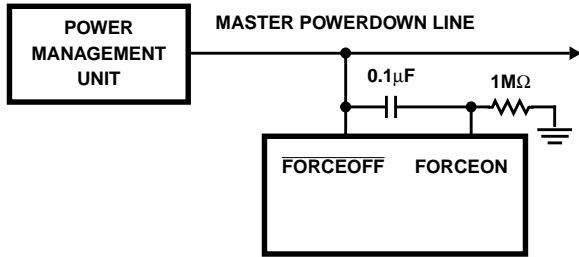 POWER
MANAGEMENT
UNIT
MASTER POWERDOWN LINE
0.1μF
1MΩ
FORCEOFF FORCEON